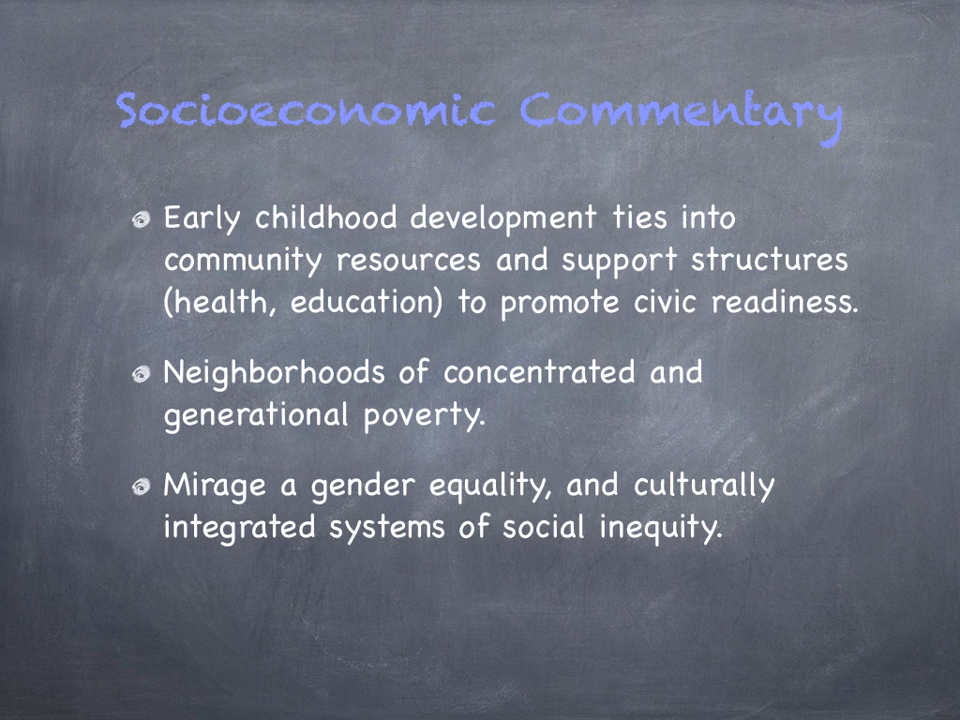 Socioeconomic Commentary
Early childhood development ties into
community resources and support structures
(health, education) to promote civic readiness.
Neighborhoods of concentrated and
generational poverty.
Mirage a gender equality, and culturally
integrated systems of social inequity.